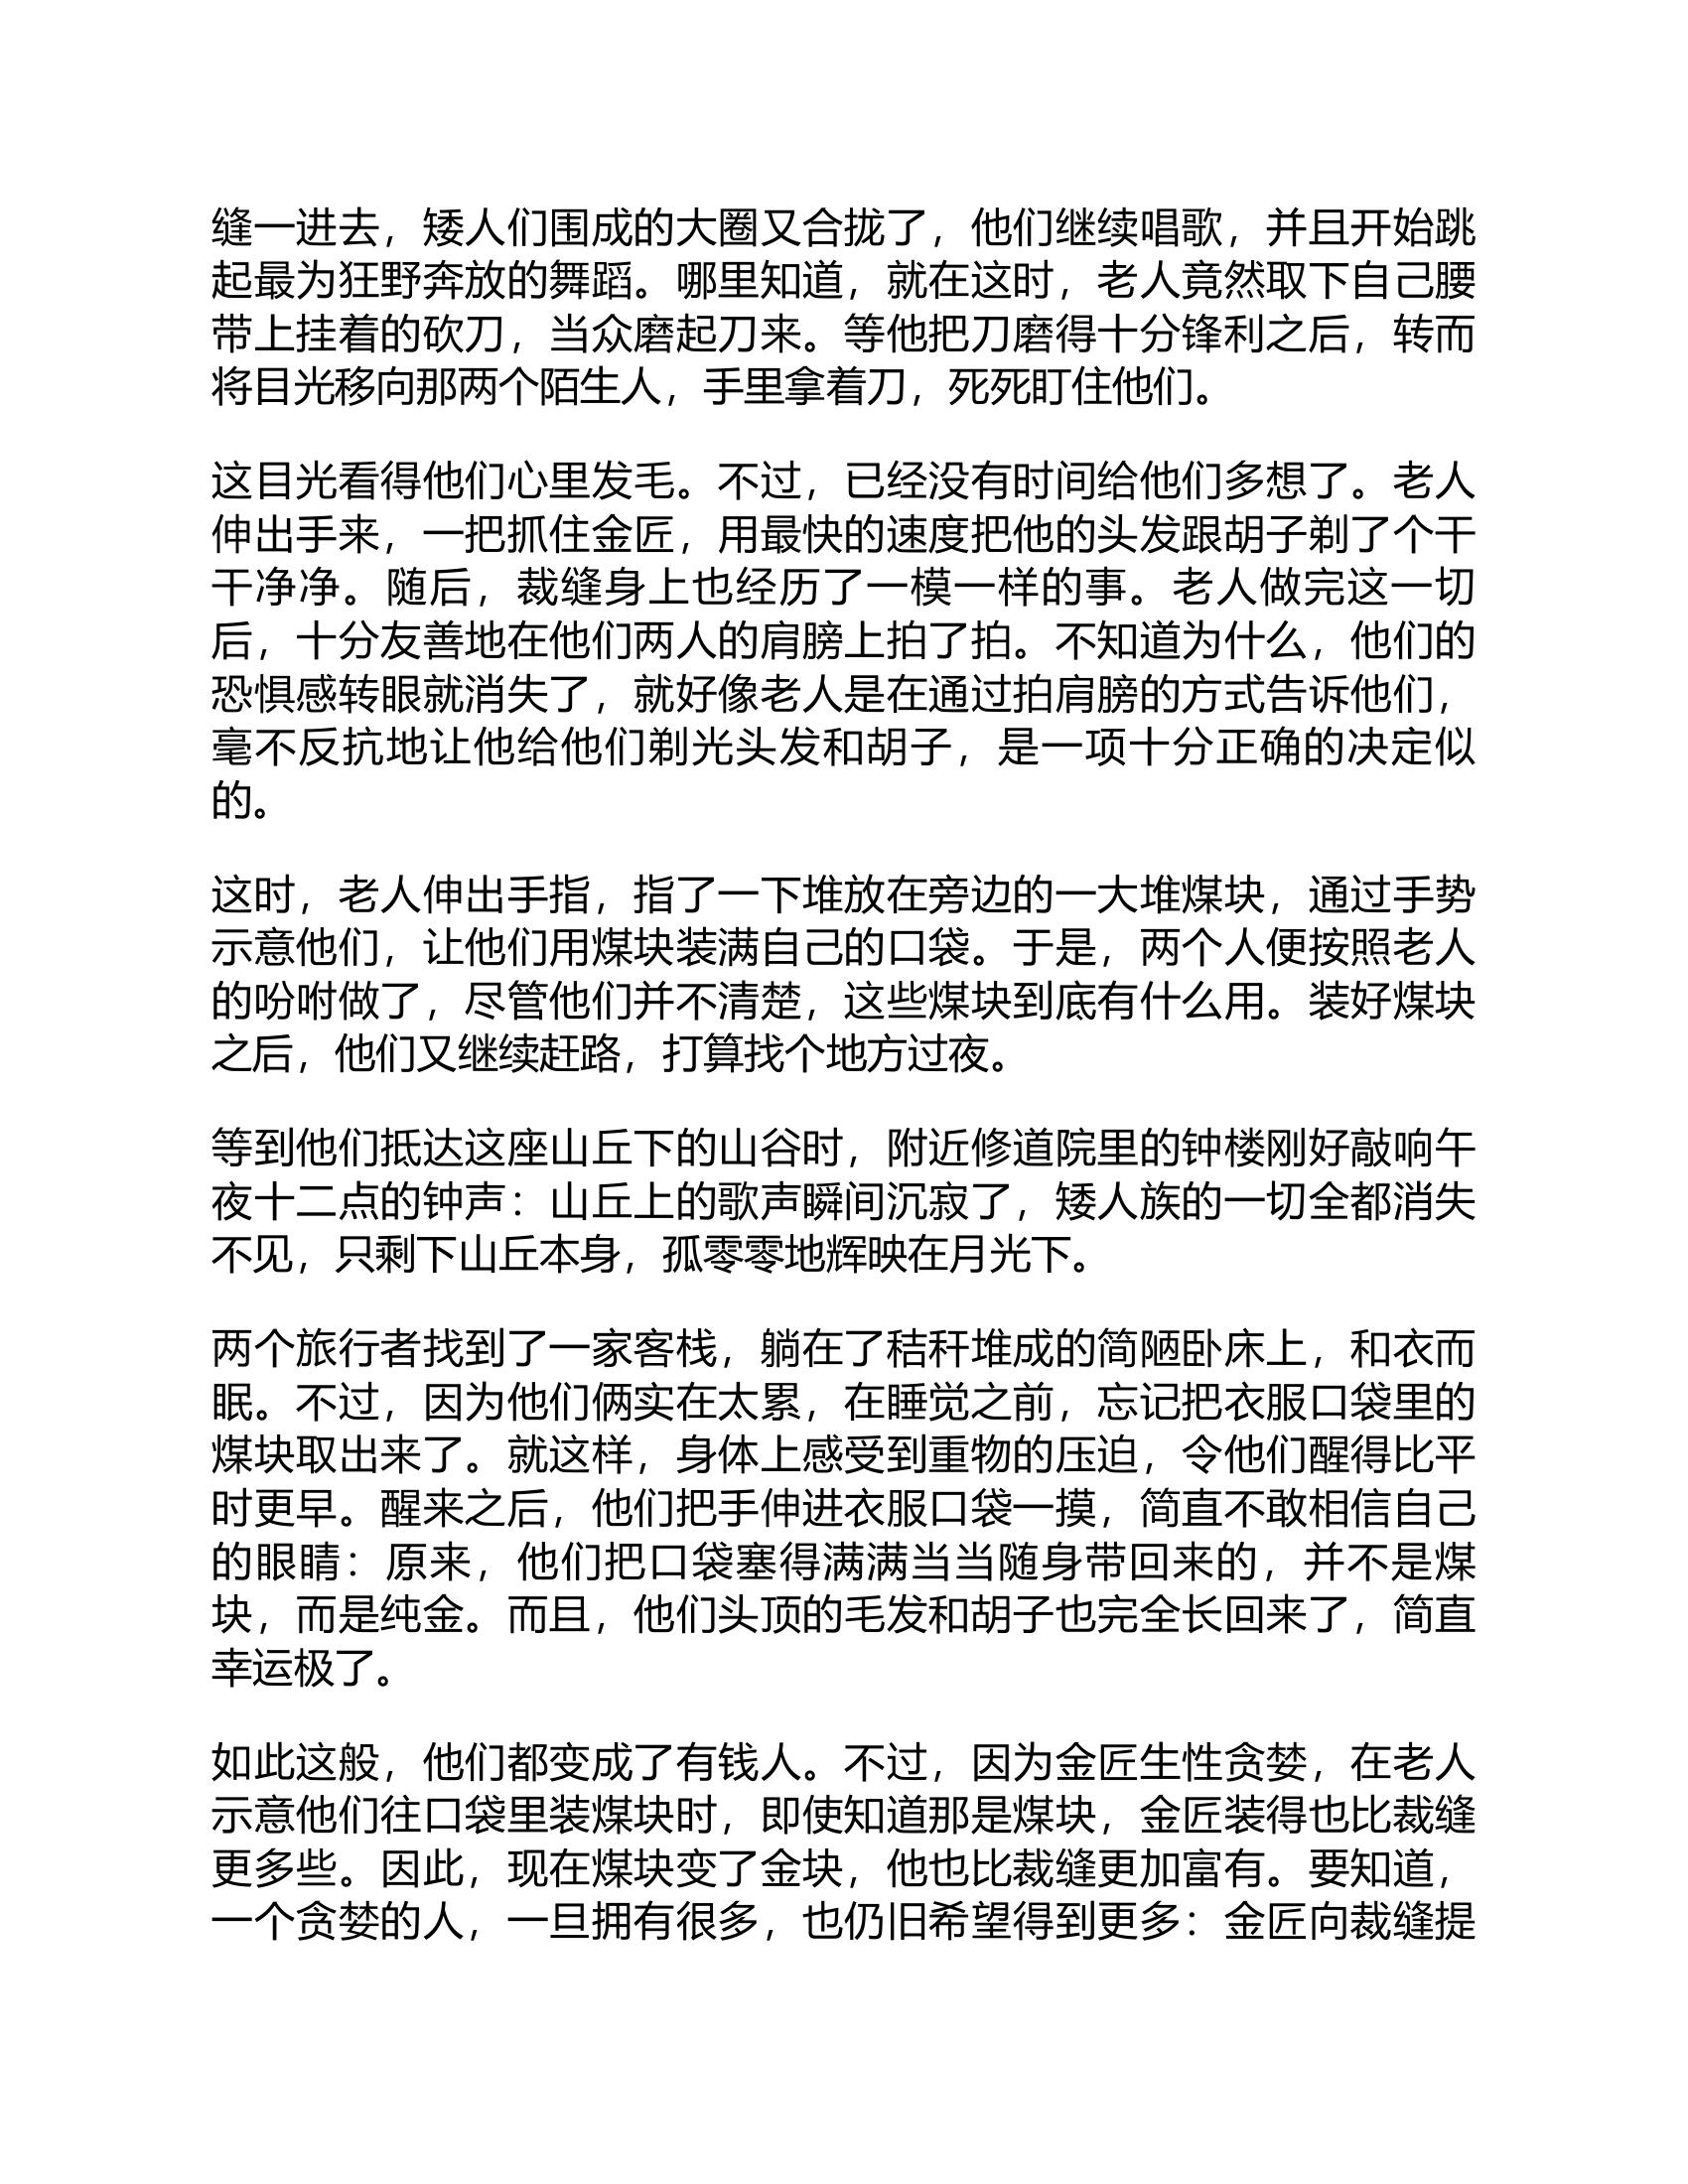 缝一进去，矮人们围成的大圈又合拢了，他们继续唱歌，并且开始跳
起最为狂野奔放的舞蹈。哪里知道，就在这时，老人竟然取下自己腰
带上挂着的砍刀，当众磨起刀来。等他把刀磨得十分锋利之后，转而
将目光移向那两个陌生人，手里拿着刀，死死盯住他们。
这目光看得他们心里发毛。不过，已经没有时间给他们多想了。老人
伸出手来，一把抓住金匠，用最快的速度把他的头发跟胡子剃了个干
干净净。随后，裁缝身上也经历了一模一样的事。老人做完这一切
后，十分友善地在他们两人的肩膀上拍了拍。不知道为什么，他们的
恐惧感转眼就消失了，就好像老人是在通过拍肩膀的方式告诉他们，
毫不反抗地让他给他们剃光头发和胡子，是一项十分正确的决定似
的。
这时，老人伸出手指，指了一下堆放在旁边的一大堆煤块，通过手势
示意他们，让他们用煤块装满自己的口袋。于是，两个人便按照老人
的吩咐做了，尽管他们并不清楚，这些煤块到底有什么用。装好煤块
之后，他们又继续赶路，打算找个地方过夜。
等到他们抵达这座山丘下的山谷时，附近修道院里的钟楼刚好敲响午
夜十二点的钟声：山丘上的歌声瞬间沉寂了，矮人族的一切全都消失
不见，只剩下山丘本身，孤零零地辉映在月光下。
两个旅行者找到了一家客栈，躺在了秸秆堆成的简陋卧床上，和衣而
眠。不过，因为他们俩实在太累，在睡觉之前，忘记把衣服口袋里的
煤块取出来了。就这样，身体上感受到重物的压迫，令他们醒得比平
时更早。醒来之后，他们把手伸进衣服口袋一摸，简直不敢相信自己
的眼睛：原来，他们把口袋塞得满满当当随身带回来的，并不是煤
块，而是纯金。而且，他们头顶的毛发和胡子也完全长回来了，简直
幸运极了。
如此这般，他们都变成了有钱人。不过，因为金匠生性贪婪，在老人
示意他们往口袋里装煤块时，即使知道那是煤块，金匠装得也比裁缝
更多些。因此，现在煤块变了金块，他也比裁缝更加富有。要知道，
一个贪婪的人，一旦拥有很多，也仍旧希望得到更多：金匠向裁缝提